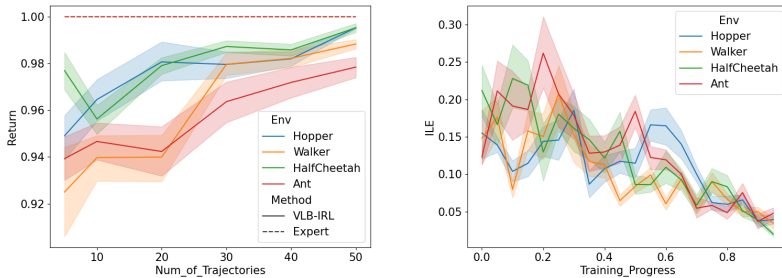 1.00
0.98
0.96
0.94
0.92
Return
Env
Hopper
Walker
HalfCheetah
Ant
Method
VLB-IRL
Expert
10
20
30
40
50
Num_of_Trajectories
0.30
0.25
0.20
0.15
0.10
0.05
ILE
Env
Hopper
Walker
HalfCheetah
Ant
0.0
0.2
0.4
0.6
0.8
Training_Progress